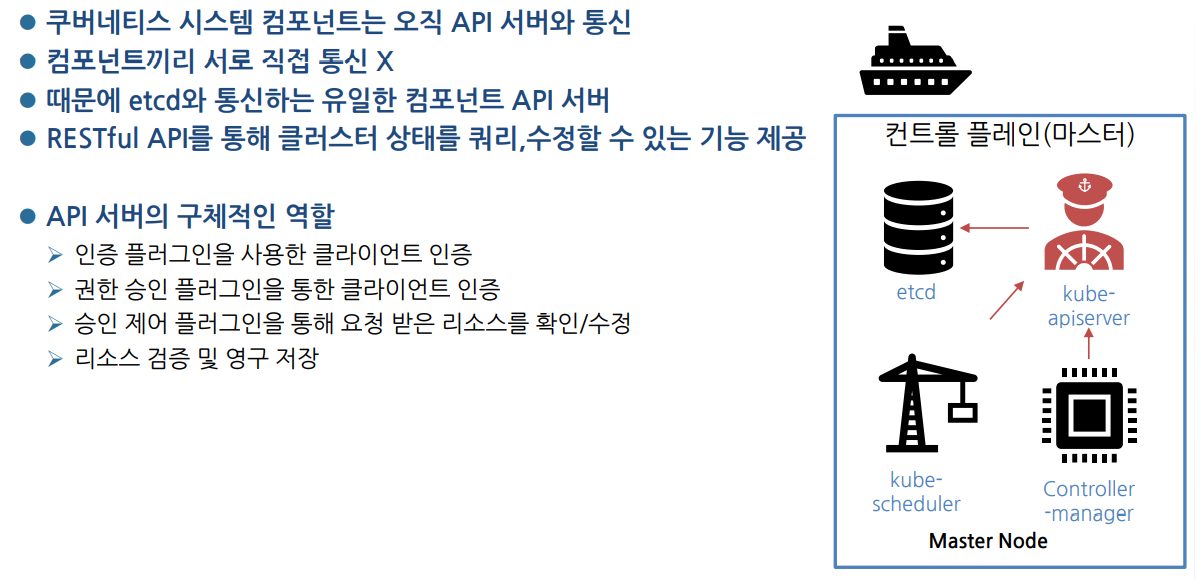 ● 쿠버네티스 시스템 컴포넌트는 오직 API 서버와 통신
● 컴포넌트끼리 서로 직접 통신 X
● 때문에 etcd와 통신하는 유일한 컴포넌트 API 서버
● RESTful API를 통해 클러스터 상태를 쿼리,수정할 수 있는 기능 제공
● API 서버의 구체적인 역할
➢ 인증 플러그인을 사용한 클라이언트 인증
➢ 권한 승인 플러그인을 통한 클라이언트 인증
➢ 승인 제어 플러그인을 통해 요청 받은 리소스를 확인/수정
➢ 리소스 검증 및 영구 저장
컨트롤 플레인(마스터)
etcd
kube-
apiserver
kube-
scheduler
Controller
-manager
Master Node